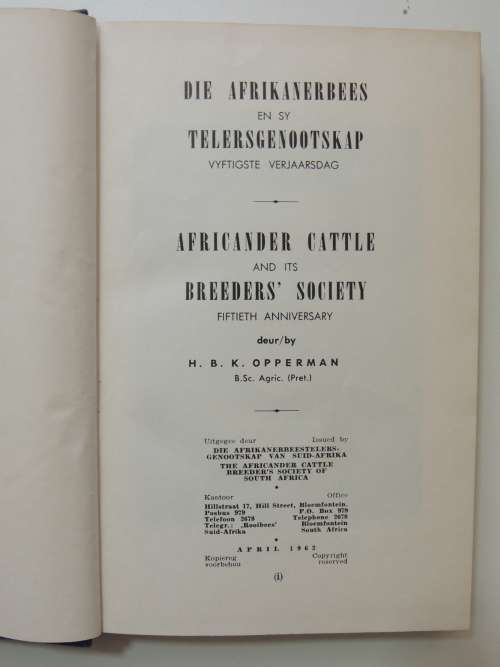 DIE AFRIKANERBEES
EN SY
TELERSGENOOTSKAP
VYFTIGSTE VERJAARSDAG
AFRICANDER CATTLE
AND ITS
BREEDERS' SOCIETY
FIFTIETH ANNIVERSARY
deur/by
H. B. K. OPPERMAN
B.Sc. Agric. (Pret.)
Uitgegee deur Issued by
DIE AFRIKANERBEESTELERS-
GENOOTSKAP VAN SUID-AFRIKA
THE AFRICANDER CATTLE
BREEDER'S SOCIETY OF
SOUTH AFRICA
Kantoor Office
Hillstraat 17, Hill Street, Bloemfontein.
Posbus 979 P.O. Box 979
Telefoon 2678 Telephone 2678
Telegr.: „Rooibees' Bloemfontein
Suid-Afrika South Africa
APRIL 1962
Kopiereg Copyright
voorbehou reserved
(i)